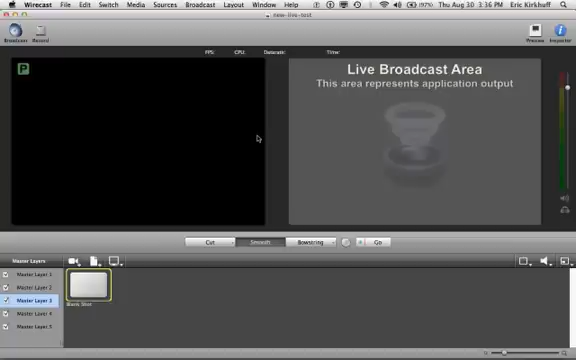 Wirecast File Edit Switch Media Sources Broadcast Layout Window Help (97%) Thu Aug 30 3:36 PM Eric Kirkhuff
new-live-test
Broadcast Record Preview Inspector
FPS: CPU: Datarate: Time:
P
Live Broadcast Area
This area represents application output
Cut Smooth Bowstring Go
Master Layers
Master Layer 1
Master Layer 2
Master Layer 3
Master Layer 4
Master Layer 5
Blank Shot